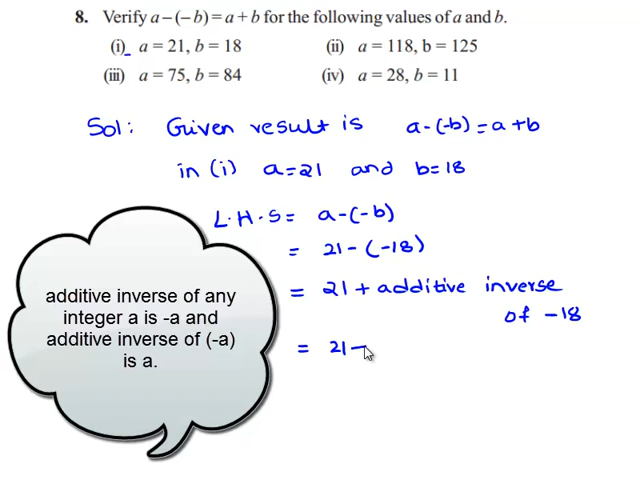 8. Verify a – (– b) = a + b for the following values of a and b.
(i) a = 21, b = 18 (ii) a = 118, b = 125
(iii) a = 75, b = 84 (iv) a = 28, b = 11
Sol: Given result is a-(-b) = a+b
in (i) a=21 and b=18
L.H.S = a-(-b)
= 21-(-18)
= 21 + additive inverse
of -18
= 21-
additive inverse of any
integer a is -a and
additive inverse of (-a)
is a.